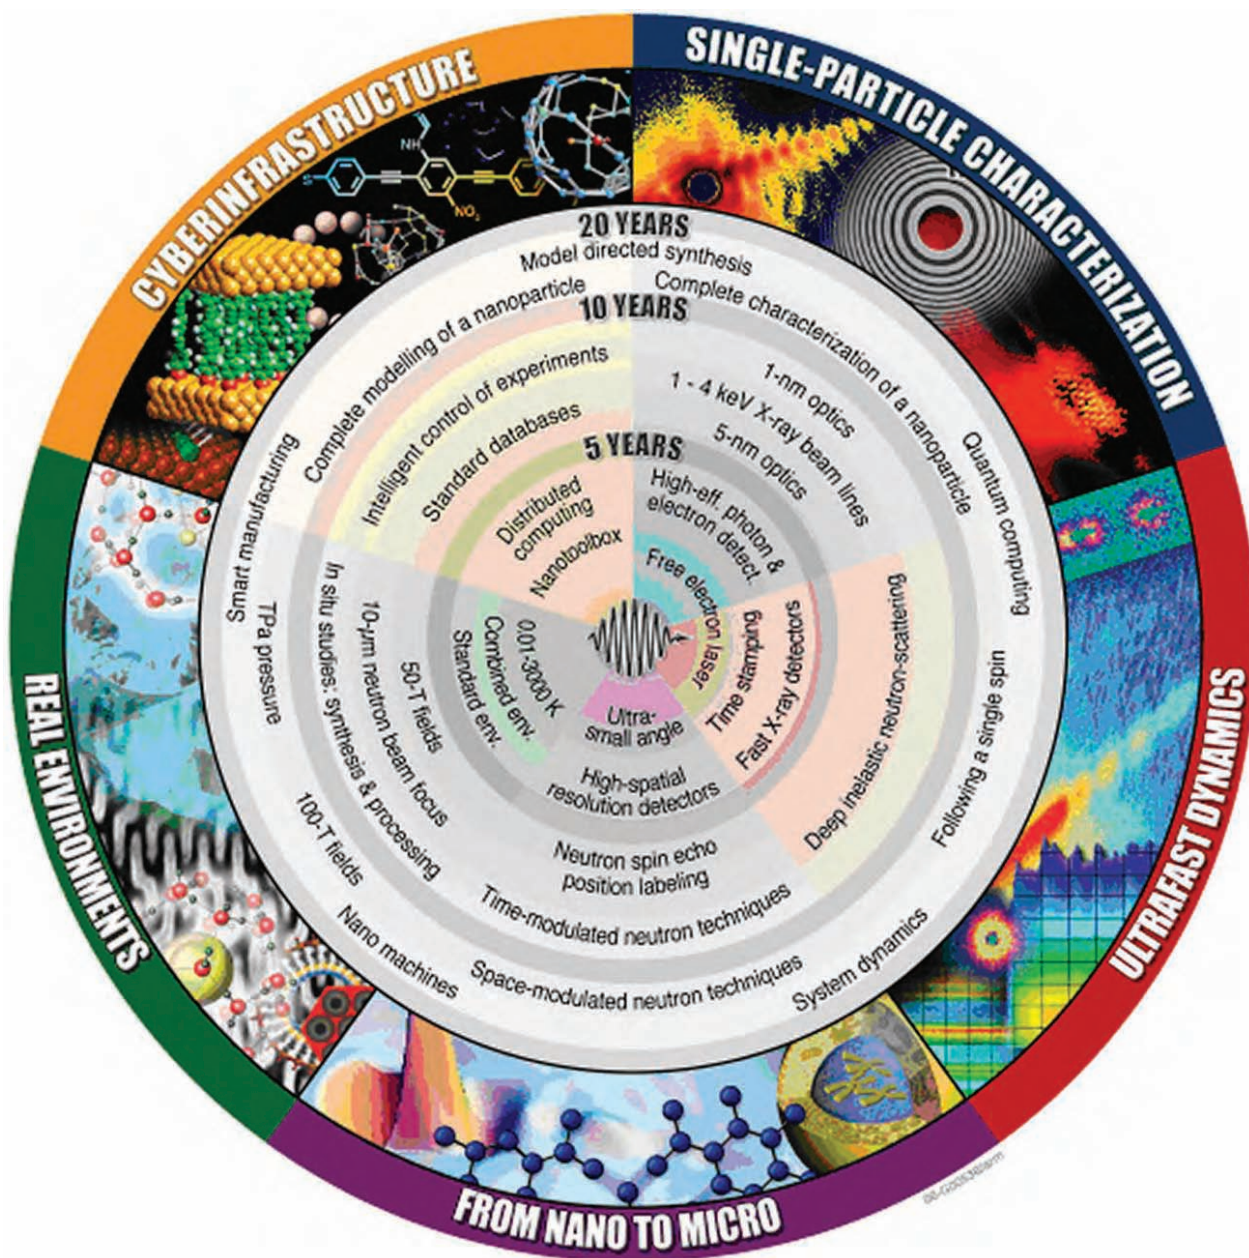 CYBERINFRASTRUCTURE
SINGLE-PARTICLE CHARACTERIZATION
ULTRAFAST DYNAMICS
FROM NANO TO MICRO
REAL ENVIRONMENTS
NH
S
NO2
20 YEARS
Model directed synthesis
Complete modelling of a nanoparticle
Complete characterization of a nanoparticle
Smart manufacturing
Quantum computing
10 YEARS
Intelligent control of experiments
Standard databases
1-nm optics
1 - 4 keV X-ray beam lines
5-nm optics
5 YEARS
Distributed
computing
Nanotoolbox
High-eff. photon &
electron detect.
Free electron laser
Time stamping
Fast X-ray detectors
Deep inelastic neutron-scattering
Following a single spin
System dynamics
Ultra-
small angle
High-spatial
resolution detectors
Neutron spin echo
position labeling
Time-modulated neutron techniques
Space-modulated neutron techniques
Nano machines
0.01-3000 K
Combined env.
Standard env.
50-T fields
10-µm neutron beam focus
In situ studies: synthesis & processing
TPa pressure
100-T fields